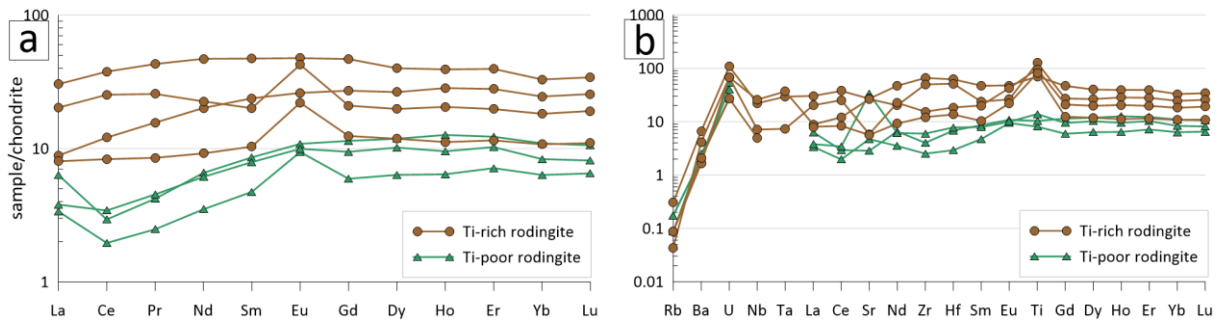 a
sample/chondrite
100
10
1
La Ce Pr Nd Sm Eu Gd Dy Ho Er Yb Lu
Ti-rich rodingite
Ti-poor rodingite
b
1000
100
10
1
0.1
0.01
Rb Ba U Nb Ta La Ce Sr Nd Zr Hf Sm Eu Ti Gd Dy Ho Er Yb Lu
Ti-rich rodingite
Ti-poor rodingite